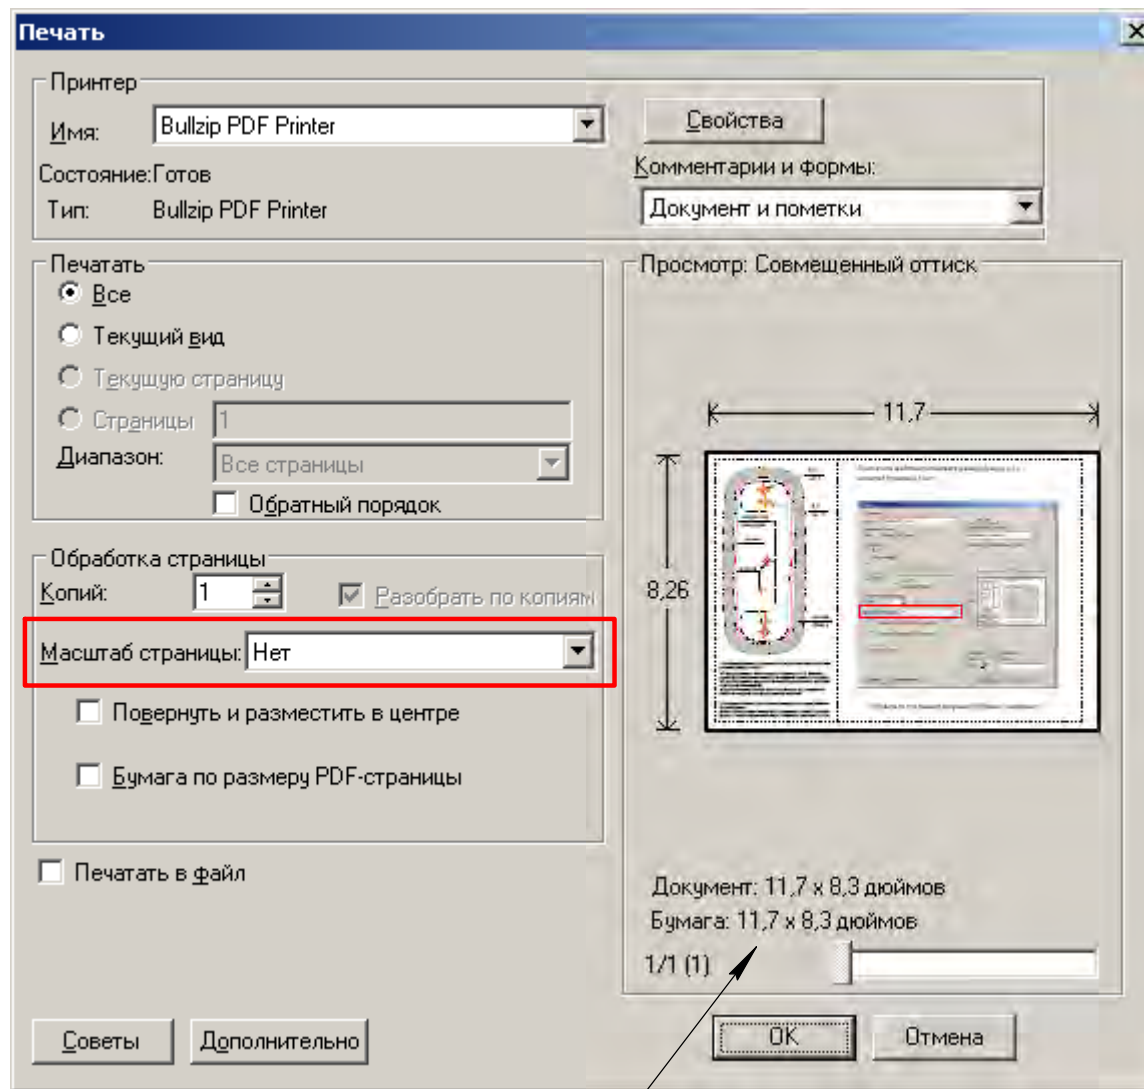 Печать
Принтер
Имя: Bullzip PDF Printer
Свойства
Состояние:Готов
Комментарии и формы:
Тип: Bullzip PDF Printer
Документ и пометки
Печатать
Все
Текущий вид
Текущую страницу
Страницы 1
Диапазон: Все страницы
Обратный порядок
Обработка страницы
Копий: 1 Разобрать по копиям
Масштаб страницы: Нет
Повернуть и разместить в центре
Бумага по размеру PDF-страницы
Печатать в файл
Просмотр: Совмещенный оттиск
11,7
8,26
Документ: 11,7 x 8,3 дюймов
Бумага: 11,7 x 8,3 дюймов
1/1 (1)
Советы Дополнительно OK Отмена